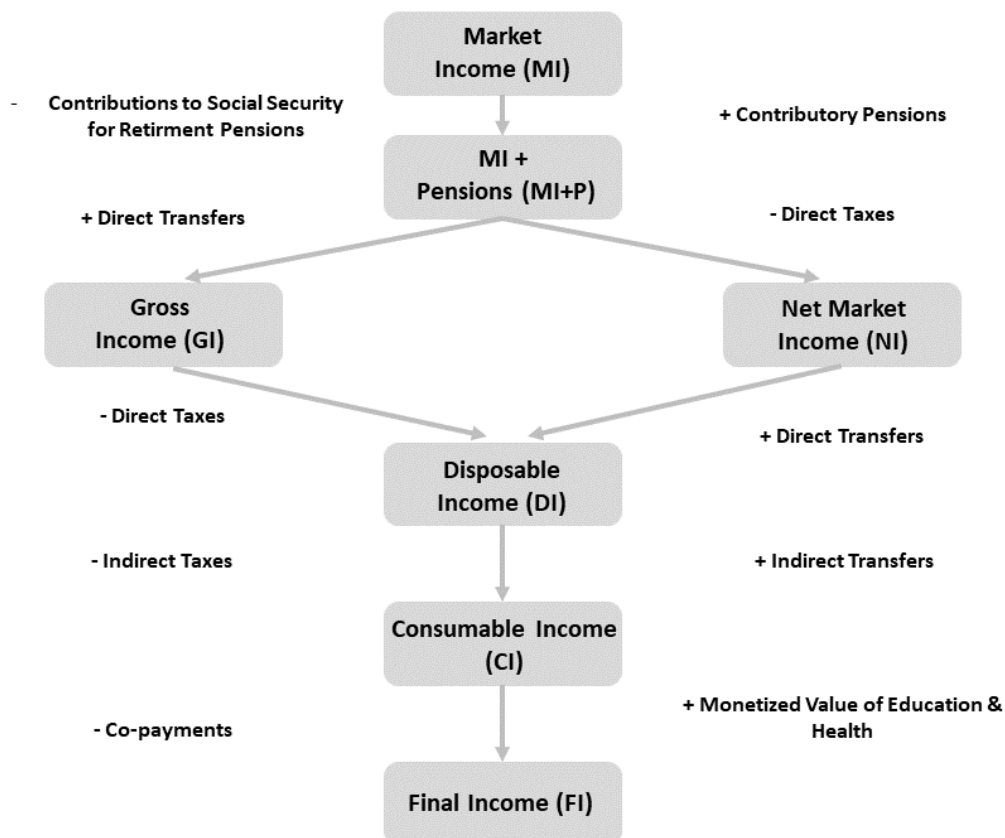 Market
Income (MI)
- Contributions to Social Security
for Retirment Pensions
+ Contributory Pensions
MI +
Pensions (MI+P)
+ Direct Transfers
- Direct Taxes
Gross
Income (GI)
Net Market
Income (NI)
- Direct Taxes
+ Direct Transfers
Disposable
Income (DI)
- Indirect Taxes
+ Indirect Transfers
Consumable Income
(CI)
- Co-payments
+ Monetized Value of Education &
Health
Final Income (FI)